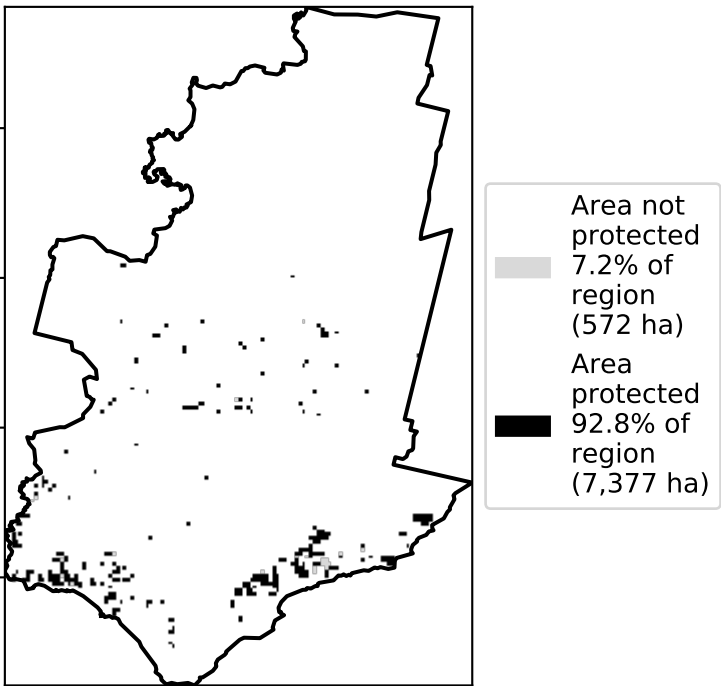 Area not
protected
7.2% of
region
(572 ha)
Area
protected
92.8% of
region
(7,377 ha)